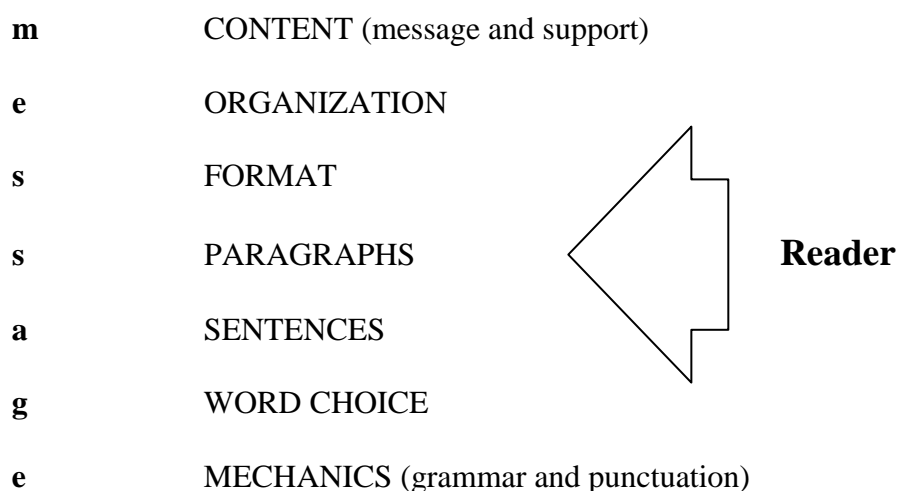 m CONTENT (message and support)
e ORGANIZATION
s FORMAT
s PARAGRAPHS Reader
a SENTENCES
g WORD CHOICE
e MECHANICS (grammar and punctuation)